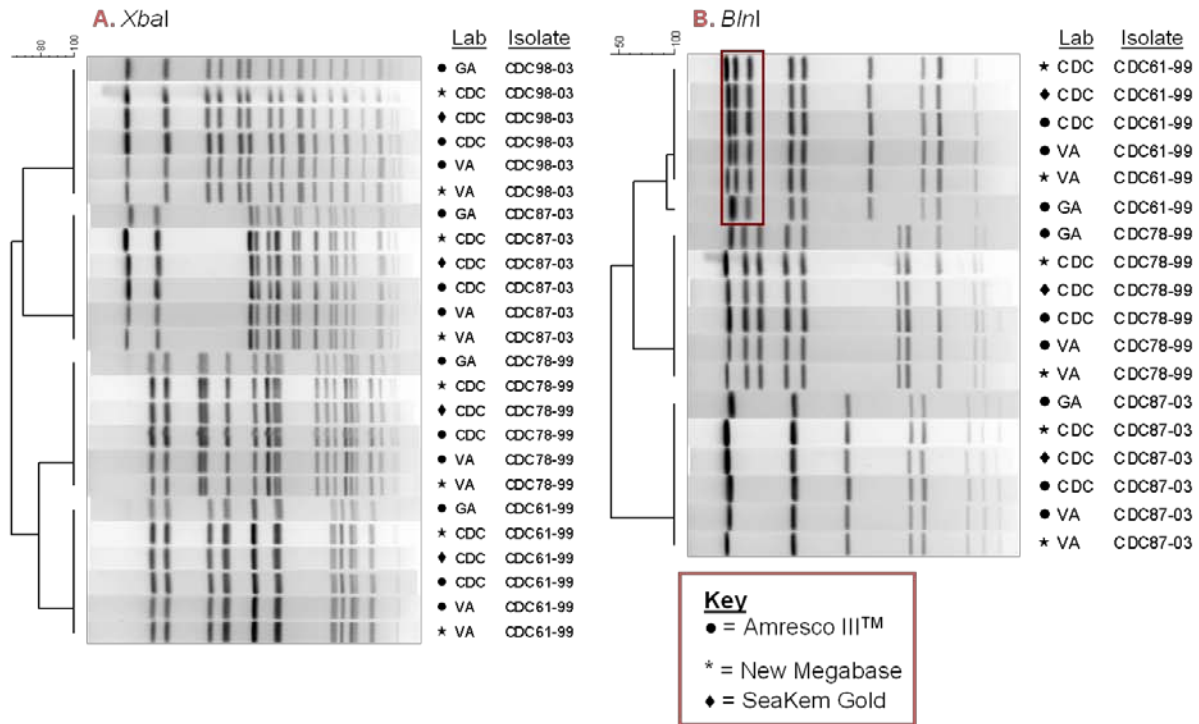 A. XbaI
80
100
Lab Isolate
● GA CDC98-03
★ CDC CDC98-03
♦ CDC CDC98-03
● CDC CDC98-03
● VA CDC98-03
★ VA CDC98-03
● GA CDC87-03
★ CDC CDC87-03
♦ CDC CDC87-03
● CDC CDC87-03
● VA CDC87-03
★ VA CDC87-03
● GA CDC78-99
★ CDC CDC78-99
♦ CDC CDC78-99
● CDC CDC78-99
● VA CDC78-99
★ VA CDC78-99
● GA CDC61-99
★ CDC CDC61-99
♦ CDC CDC61-99
● CDC CDC61-99
● VA CDC61-99
★ VA CDC61-99
B. BlnI
50
100
Lab Isolate
★ CDC CDC61-99
♦ CDC CDC61-99
● CDC CDC61-99
● VA CDC61-99
★ VA CDC61-99
● GA CDC61-99
● GA CDC78-99
★ CDC CDC78-99
♦ CDC CDC78-99
● CDC CDC78-99
● VA CDC78-99
★ VA CDC78-99
● GA CDC87-03
★ CDC CDC87-03
♦ CDC CDC87-03
● CDC CDC87-03
● VA CDC87-03
★ VA CDC87-03
Key
● = Amresco III™
* = New Megabase
♦ = SeaKem Gold